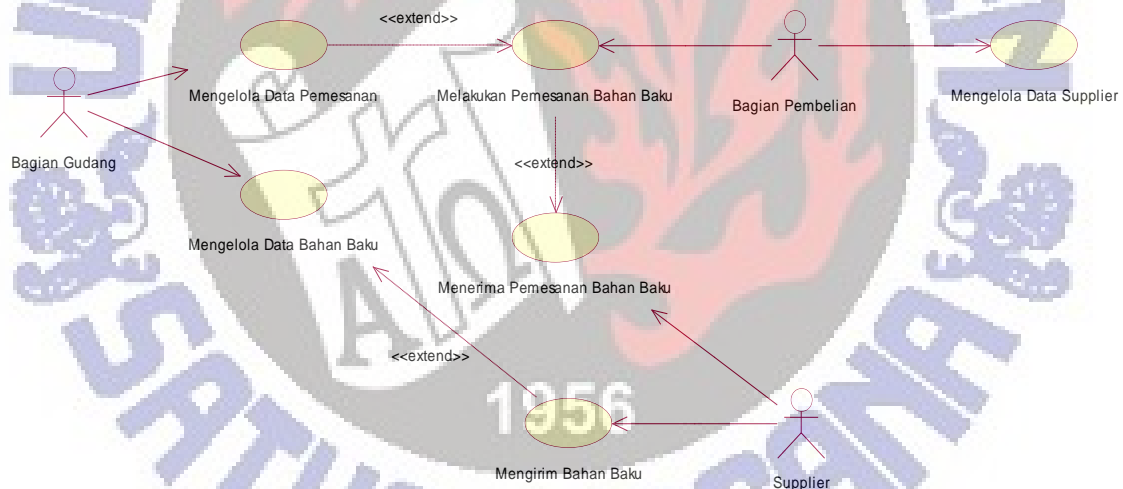 <<extend>>
Mengelola Data Pemesanan
Melakukan Pemesanan Bahan Baku
Bagian Pembelian
Mengelola Data Supplier
Bagian Gudang
<<extend>>
Mengelola Data Bahan Baku
Menerima Pemesanan Bahan Baku
<<extend>>
1956
Mengirim Bahan Baku
Supplier